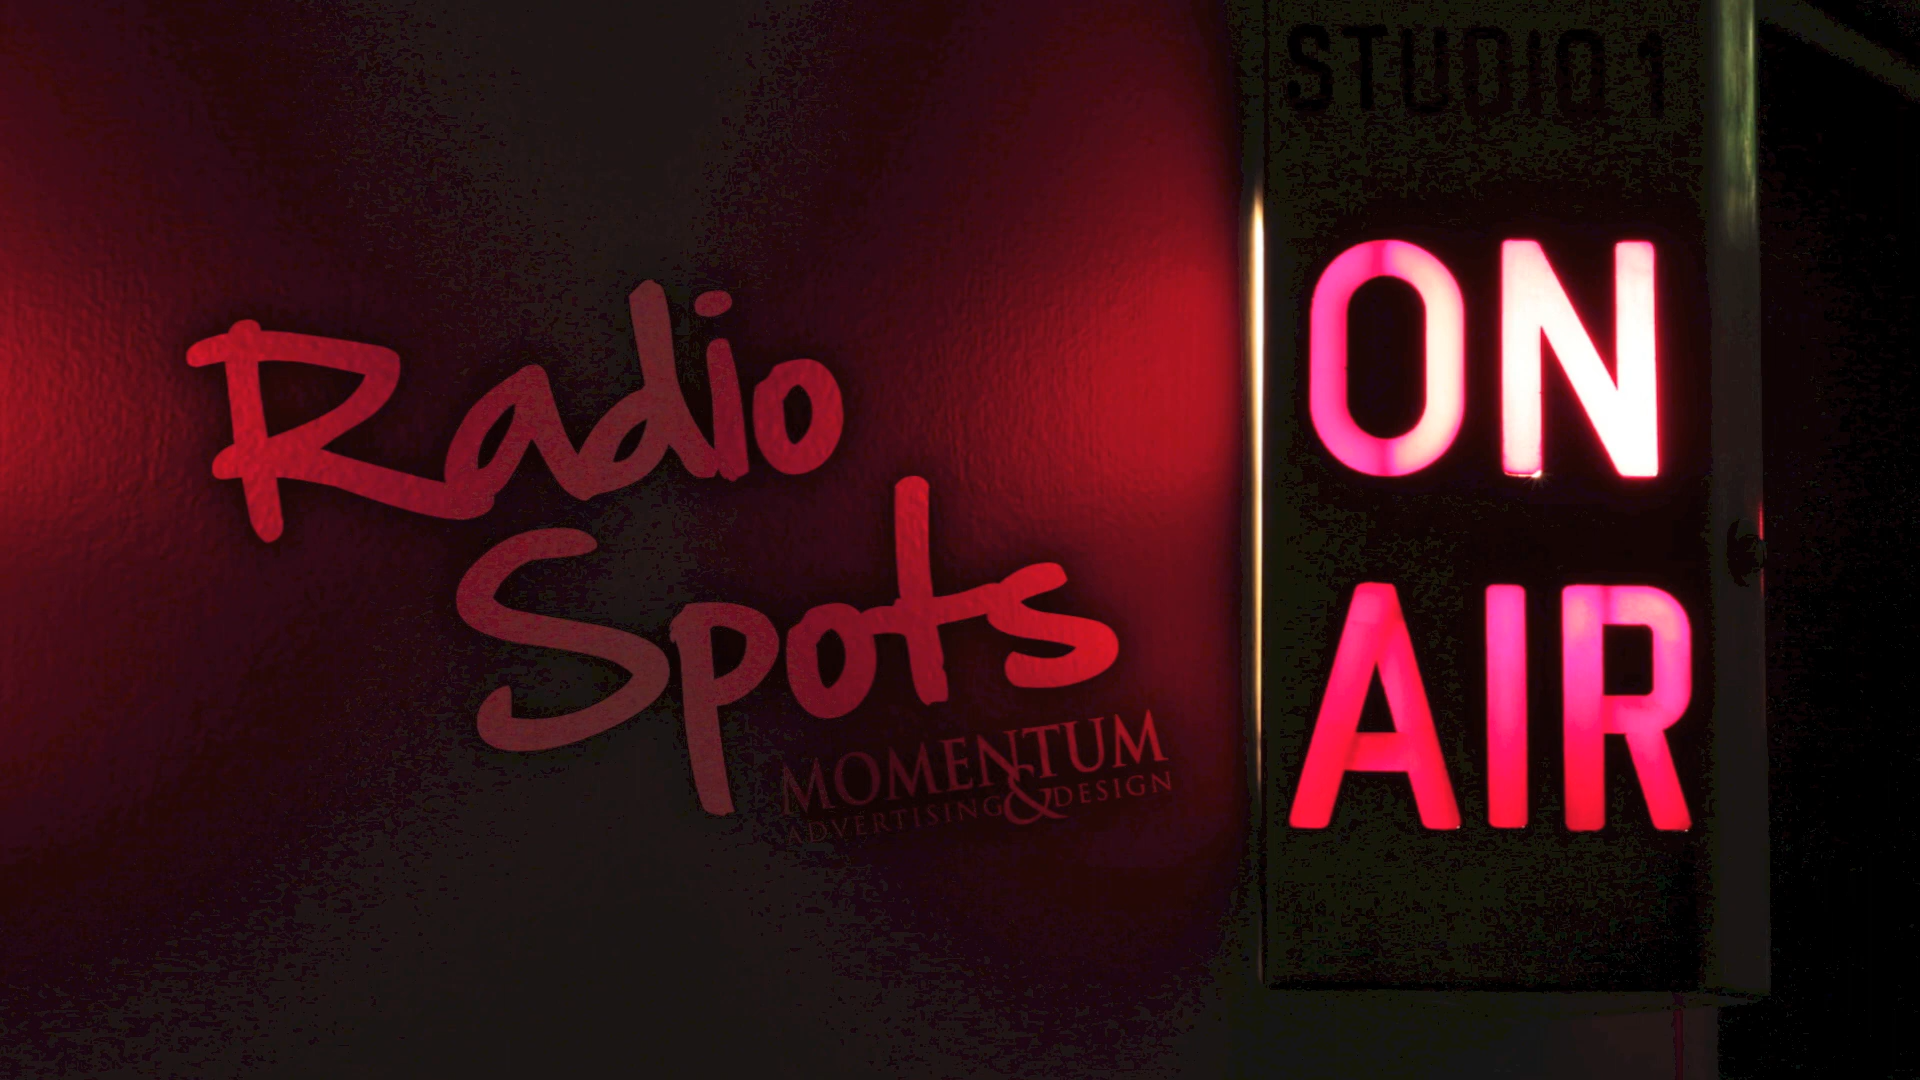 Radio
Spots
MOMENTUM
ADVERTISING & DESIGN
STUDIO 1
ON
AIR